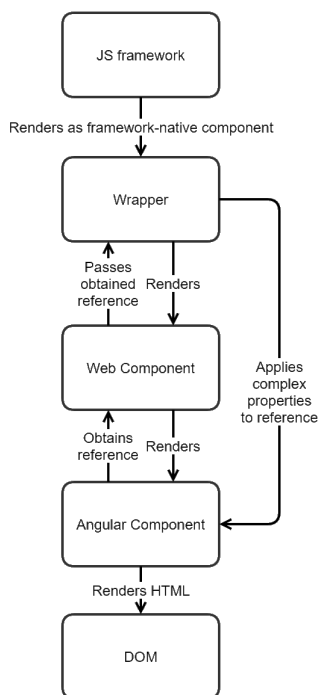 JS framework
Renders as framework-native component
Wrapper
Passes
obtained
reference
Renders
Web Component
Applies
complex
properties
to reference
Obtains
reference
Renders
Angular Component
Renders HTML
DOM